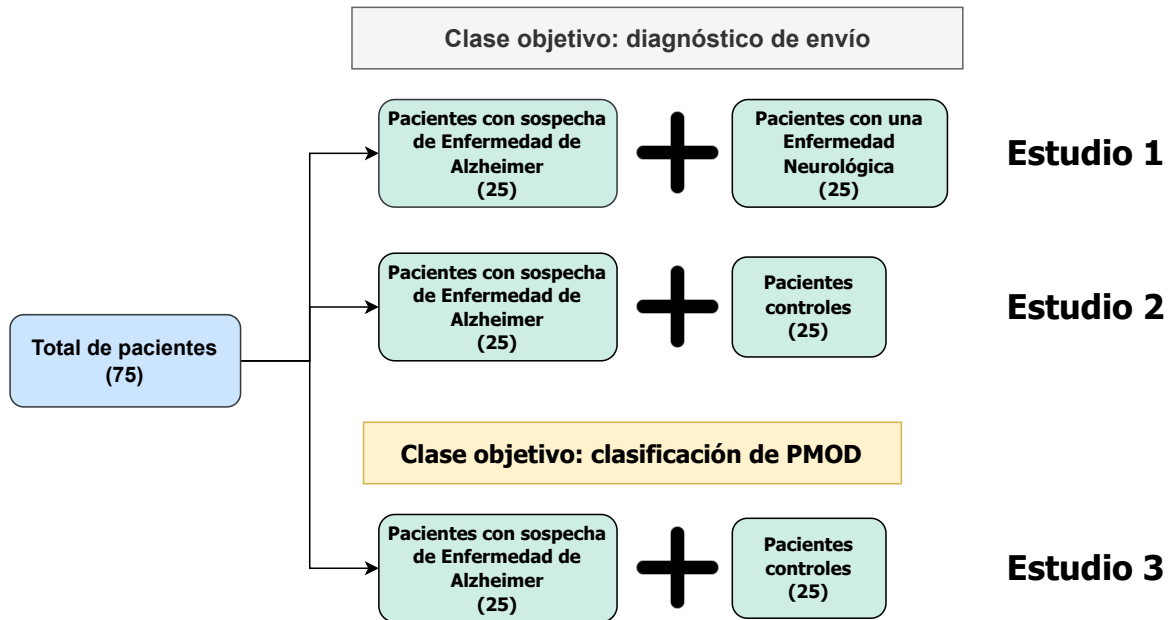 Clase objetivo: diagnóstico de envío
Pacientes con sospecha
de Enfermedad de
Alzheimer
(25)
Pacientes con una
Enfermedad
Neurológica
(25)
Estudio 1
Pacientes con sospecha
de Enfermedad de
Alzheimer
(25)
Pacientes
controles
(25)
Estudio 2
Total de pacientes
(75)
Clase objetivo: clasificación de PMOD
Pacientes con sospecha
de Enfermedad de
Alzheimer
(25)
Pacientes
controles
(25)
Estudio 3